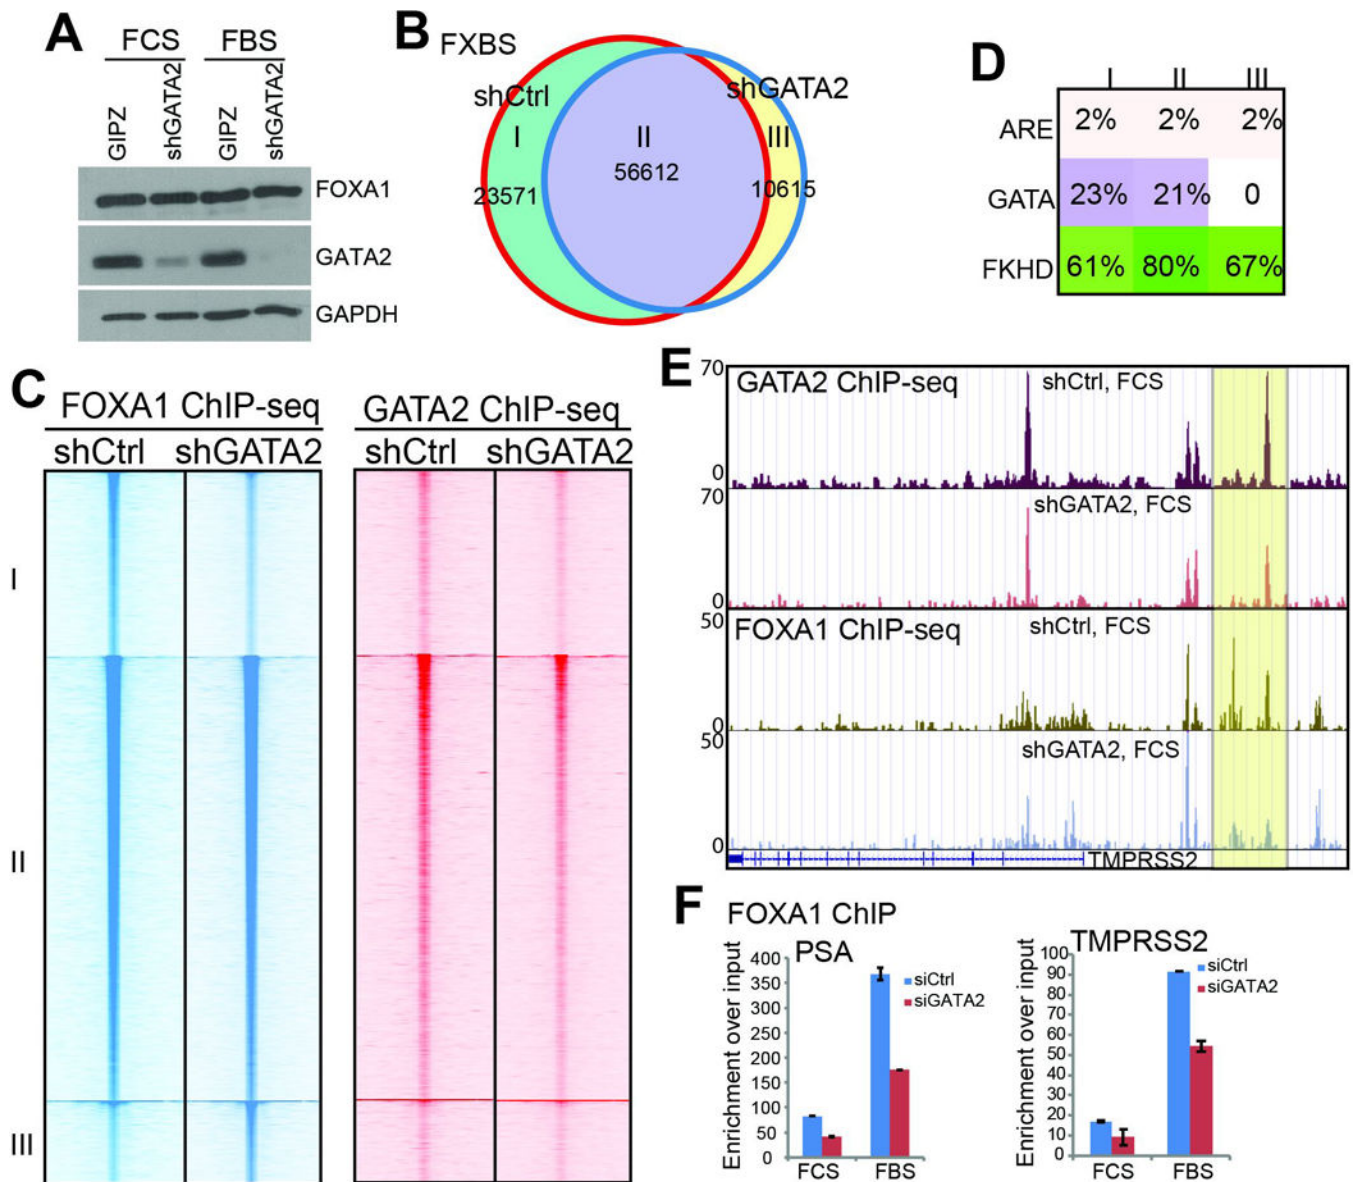 A
FCS FBS
GIPZ
shGATA2
GIPZ
shGATA2
FOXA1
GATA2
GAPDH
B
FXBS
shCtrl
shGATA2
I
II
III
23571
56612
10615
D
I II III
ARE 2% 2% 2%
GATA 23% 21% 0
FKHD 61% 80% 67%
C
FOXA1 ChIP-seq GATA2 ChIP-seq
shCtrl shGATA2 shCtrl shGATA2
I
II
III
E
70
GATA2 ChIP-seq
shCtrl, FCS
0
70
shGATA2, FCS
0
50
FOXA1 ChIP-seq
shCtrl, FCS
0
50
shGATA2, FCS
0
TMPRSS2
F
FOXA1 ChIP
PSA
Enrichment over input
400
350
300
250
200
150
100
50
0
FCS FBS
siCtrl
siGATA2
TMPRSS2
Enrichment over input
100
90
80
70
60
50
40
30
20
10
0
FCS FBS
siCtrl
siGATA2